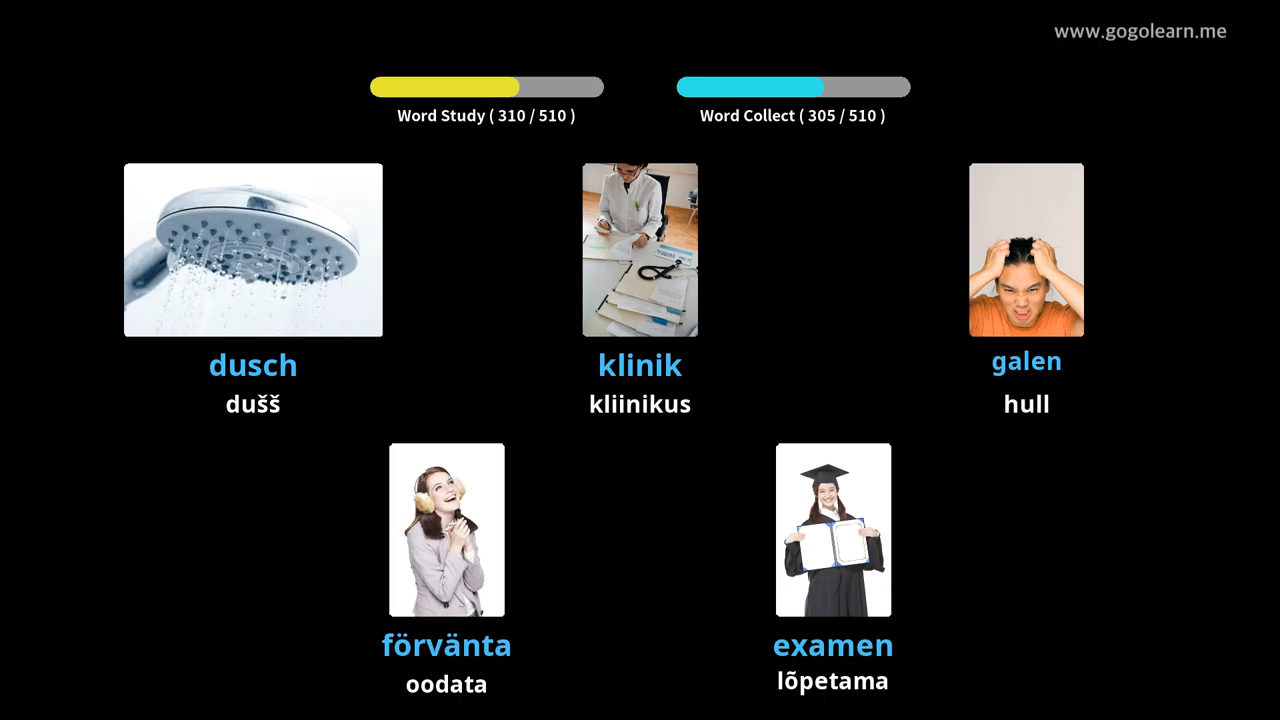 www.gogolearn.me
Word Study ( 310 / 510 )
Word Collect ( 305 / 510 )
dusch
dušš
klinik
kliinikus
galen
hull
förvänta
oodata
examen
lõpetama